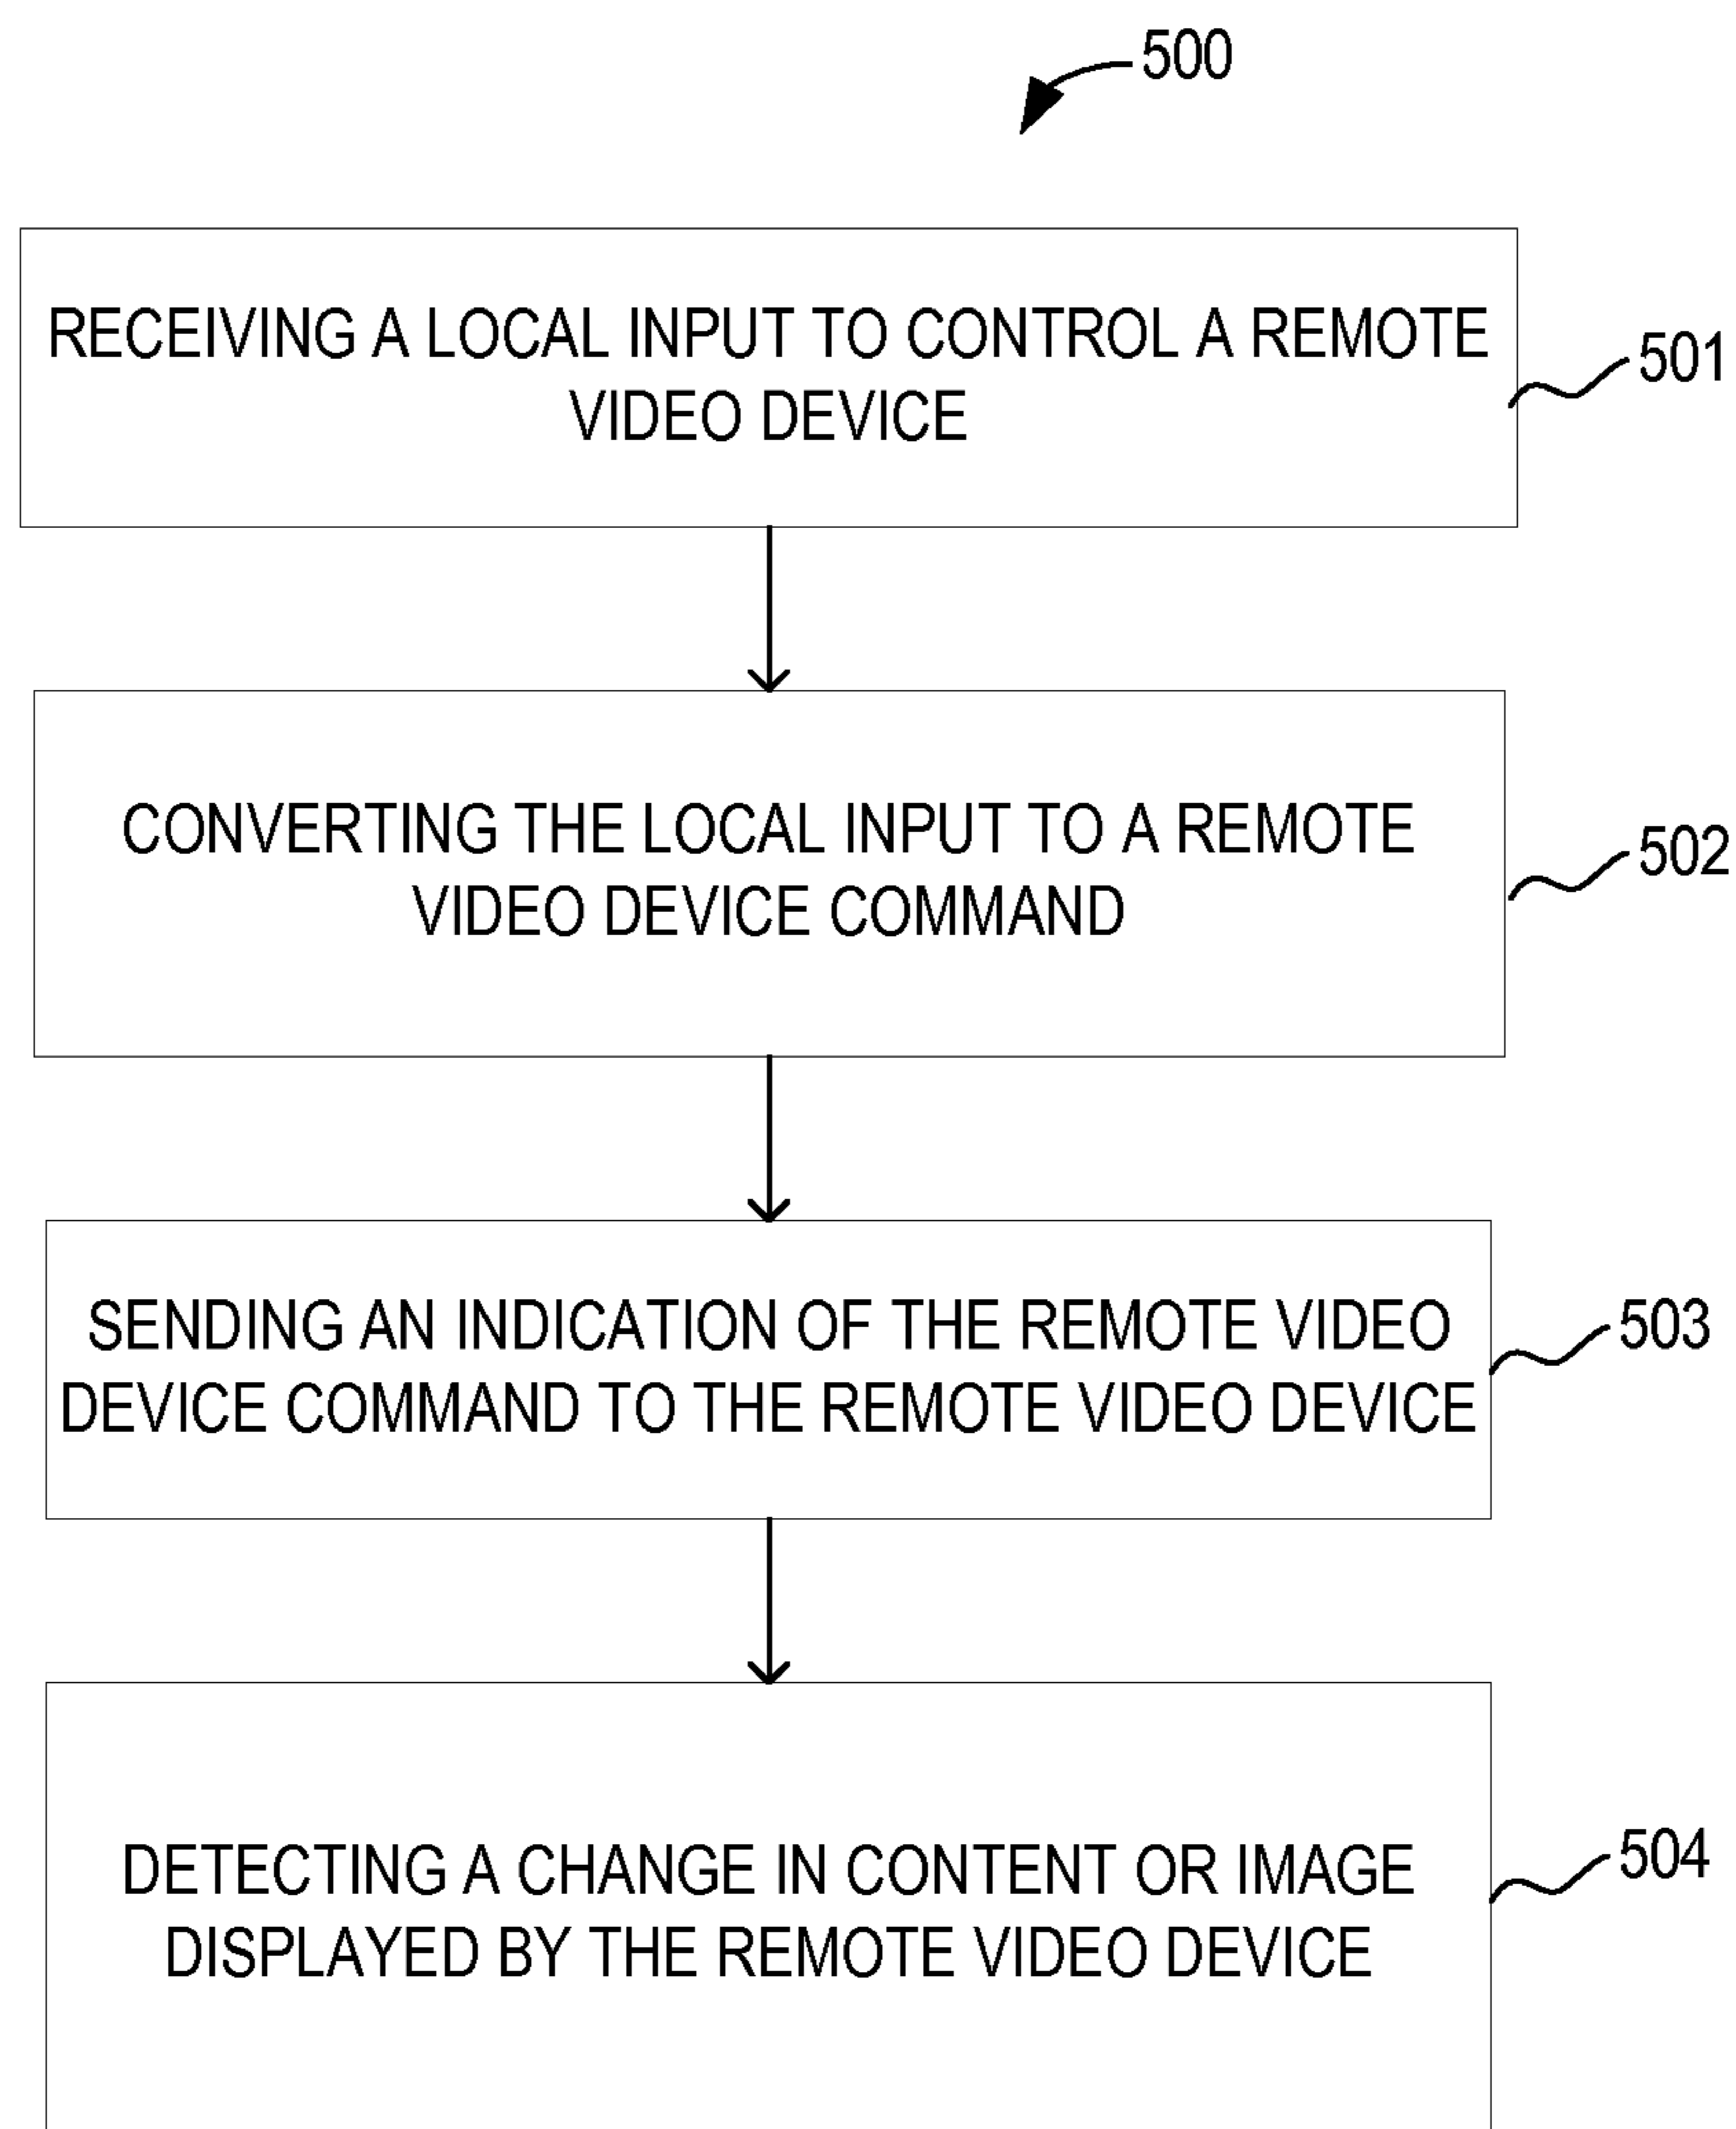 500
RECEIVING A LOCAL INPUT TO CONTROL A REMOTE
VIDEO DEVICE
501
CONVERTING THE LOCAL INPUT TO A REMOTE
VIDEO DEVICE COMMAND
502
SENDING AN INDICATION OF THE REMOTE VIDEO
DEVICE COMMAND TO THE REMOTE VIDEO DEVICE
503
DETECTING A CHANGE IN CONTENT OR IMAGE
DISPLAYED BY THE REMOTE VIDEO DEVICE
504